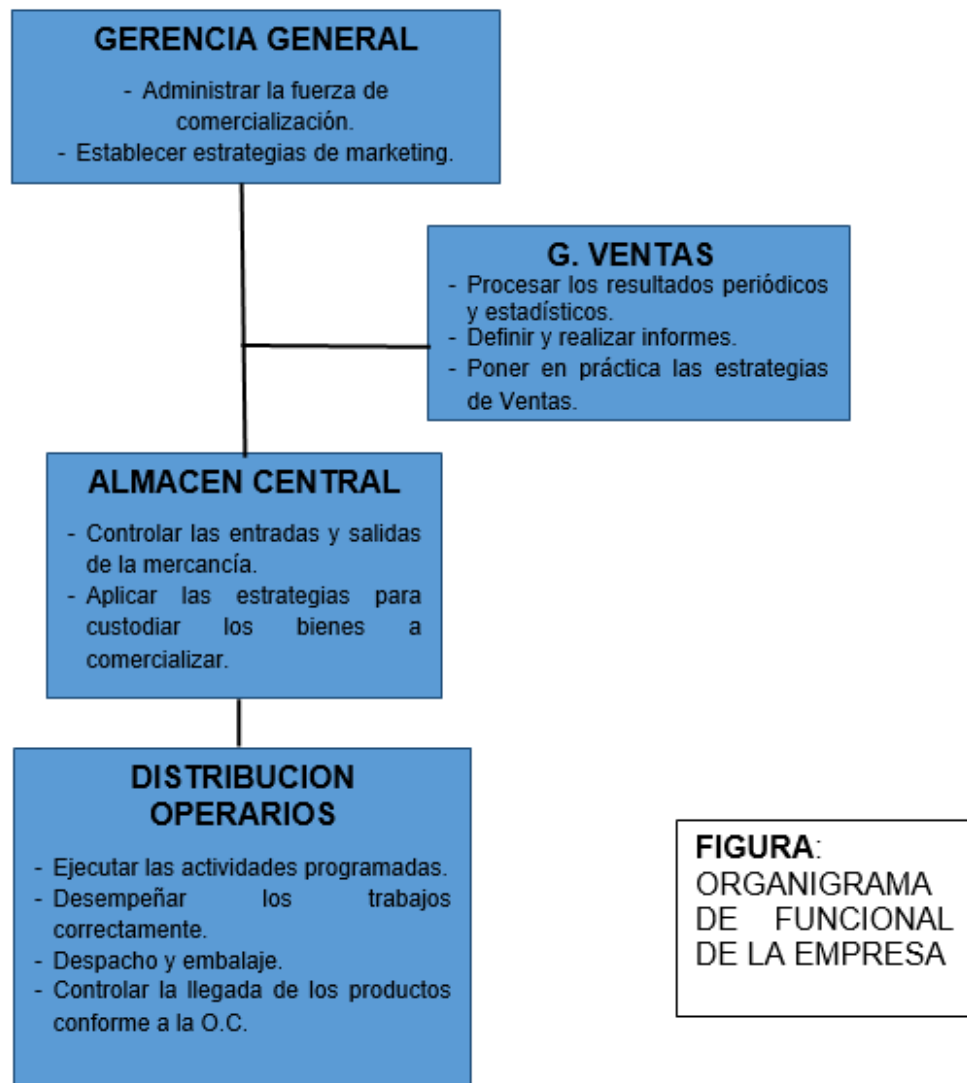 GERENCIA GENERAL
- Administrar la fuerza de
comercialización.
- Establecer estrategias de marketing.
G. VENTAS
- Procesar los resultados periódicos
y estadísticos.
- Definir y realizar informes.
- Poner en práctica las estrategias
de Ventas.
ALMACEN CENTRAL
- Controlar las entradas y salidas
de la mercancía.
- Aplicar las estrategias para
custodiar los bienes a
comercializar.
DISTRIBUCION
OPERARIOS
- Ejecutar las actividades programadas.
- Desempeñar los trabajos
correctamente.
- Despacho y embalaje.
- Controlar la llegada de los productos
conforme a la O.C.
FIGURA:
ORGANIGRAMA
DE FUNCIONAL
DE LA EMPRESA